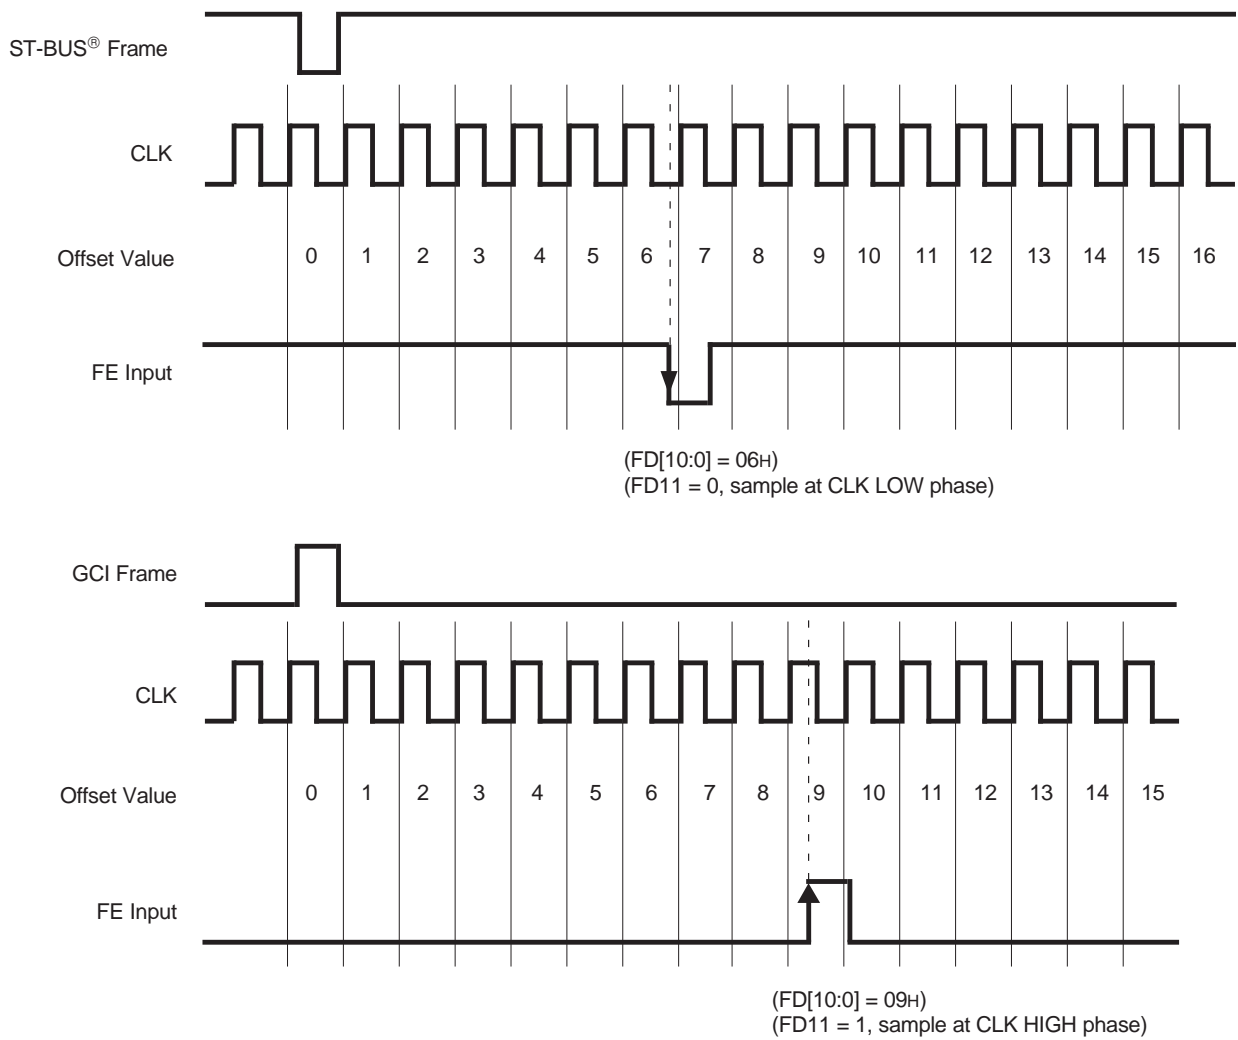 ST-BUS® Frame
CLK
Offset Value 0 1 2 3 4 5 6 7 8 9 10 11 12 13 14 15 16
FE Input
(FD[10:0] = 06H)
(FD11 = 0, sample at CLK LOW phase)
GCI Frame
CLK
Offset Value 0 1 2 3 4 5 6 7 8 9 10 11 12 13 14 15
FE Input
(FD[10:0] = 09H)
(FD11 = 1, sample at CLK HIGH phase)